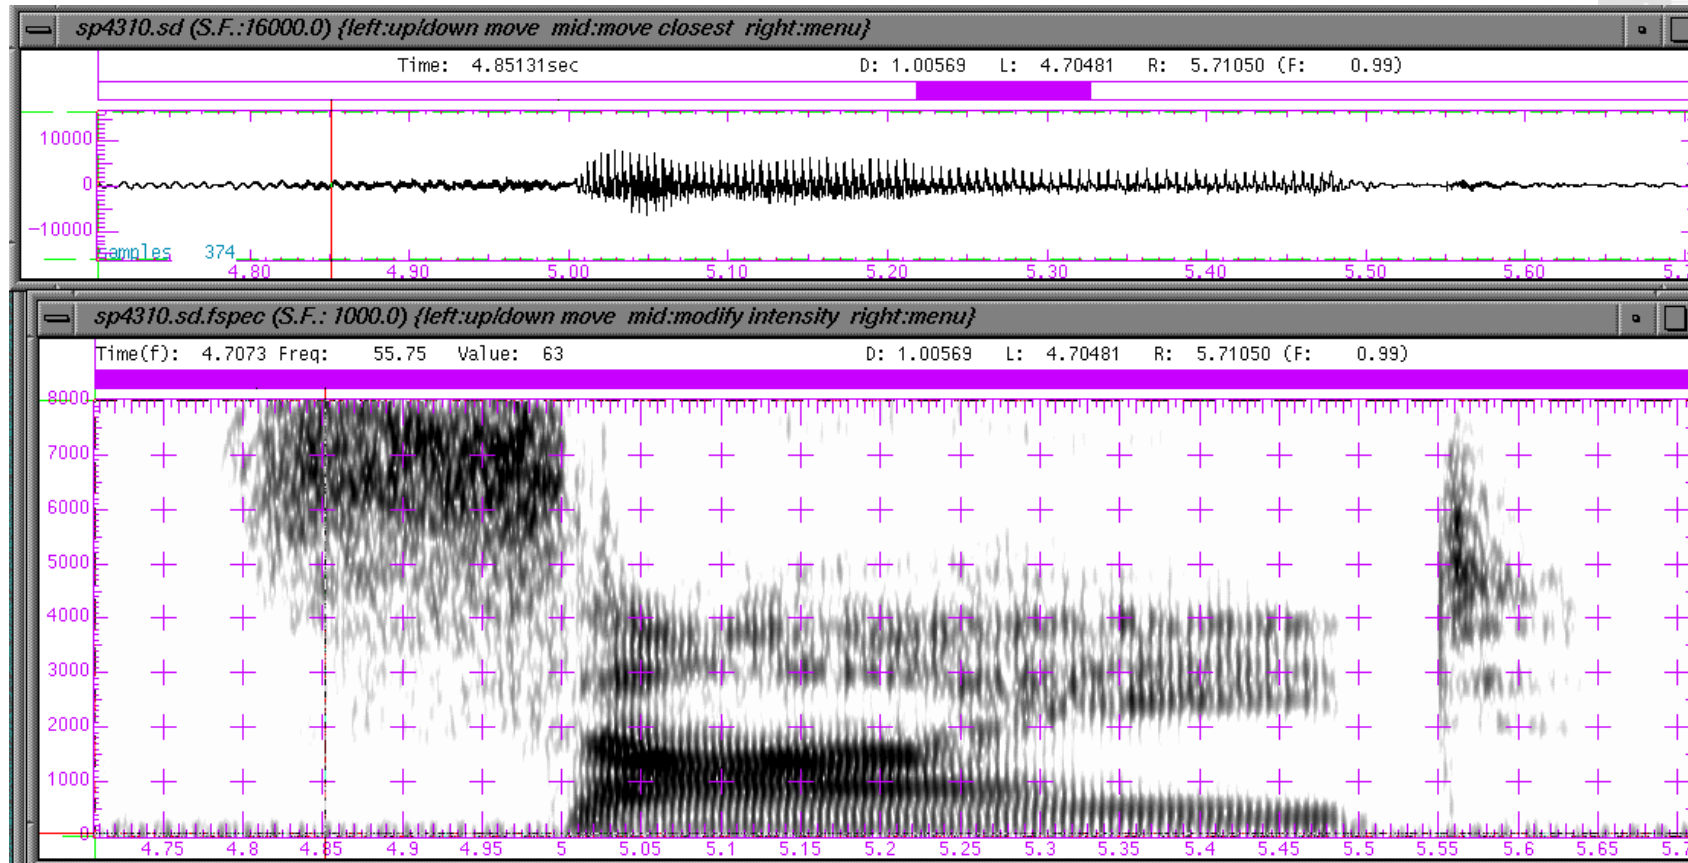 sp4310.sd (S.F.:16000.0) {left:up/down move mid:move closest right:menu}
Time: 4.85131sec D: 1.00569 L: 4.70481 R: 5.71050 (F: 0.99)
10000
0
-10000
samples 374
4.80 4.90 5.00 5.10 5.20 5.30 5.40 5.50 5.60
sp4310.sd.fspec (S.F.: 1000.0) {left:up/down move mid:modify intensity right:menu}
Time(f): 4.7073 Freq: 55.75 Value: 63 D: 1.00569 L: 4.70481 R: 5.71050 (F: 0.99)
8000
7000
6000
5000
4000
3000
2000
1000
0
4.75 4.8 4.85 4.9 4.95 5 5.05 5.1 5.15 5.2 5.25 5.3 5.35 5.4 5.45 5.5 5.55 5.6 5.65 5.7